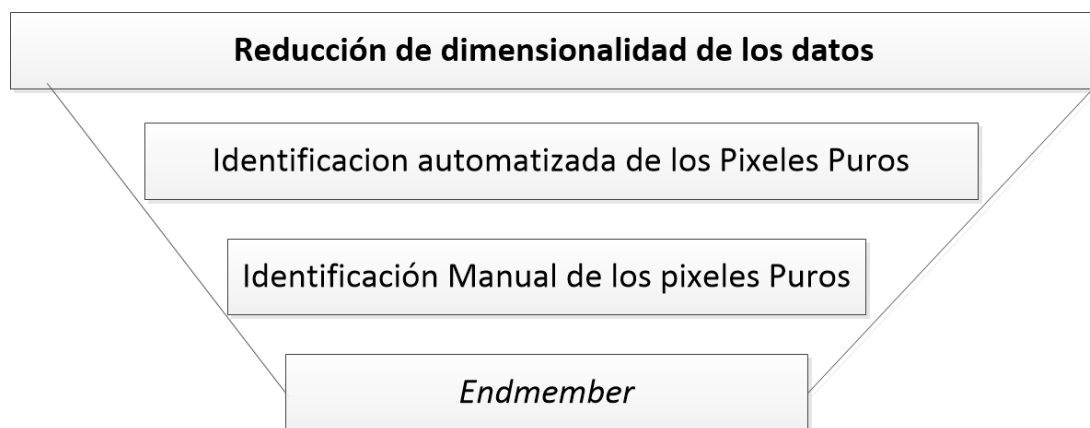 Reducción de dimensionalidad de los datos
Identificacion automatizada de los Pixeles Puros
Identificación Manual de los pixeles Puros
Endmember